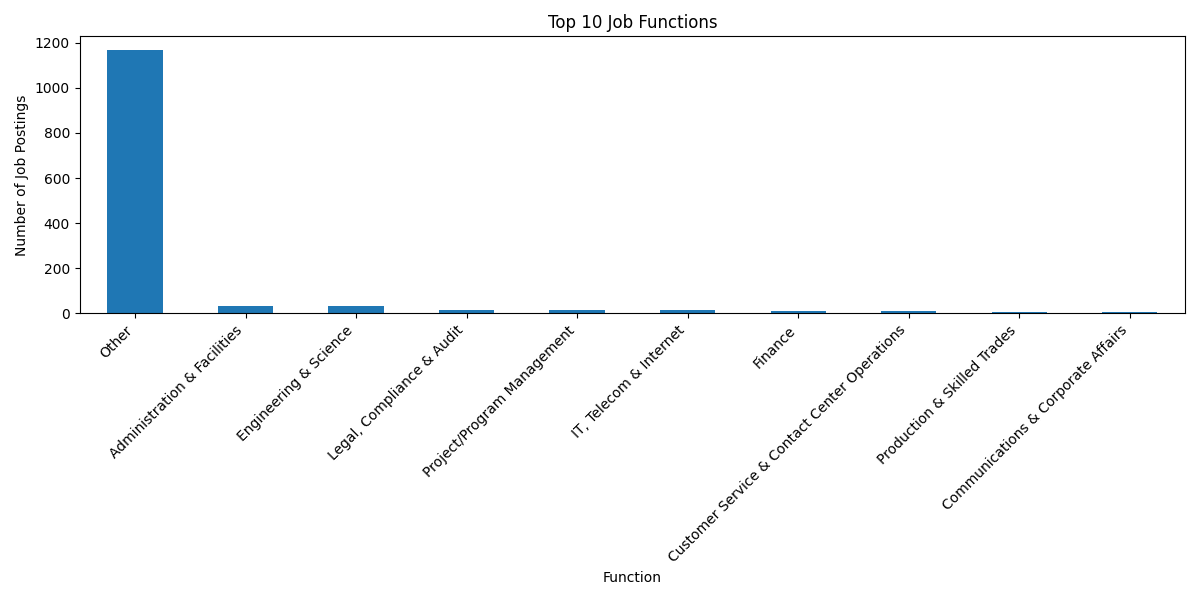 Top 10 Job Functions
Number of Job Postings
1200
1000
800
600
400
200
0
Other
Administration & Facilities
Engineering & Science
Legal, Compliance & Audit
Project/Program Management
IT, Telecom & Internet
Finance
Customer Service & Contact Center Operations
Production & Skilled Trades
Communications & Corporate Affairs
Function